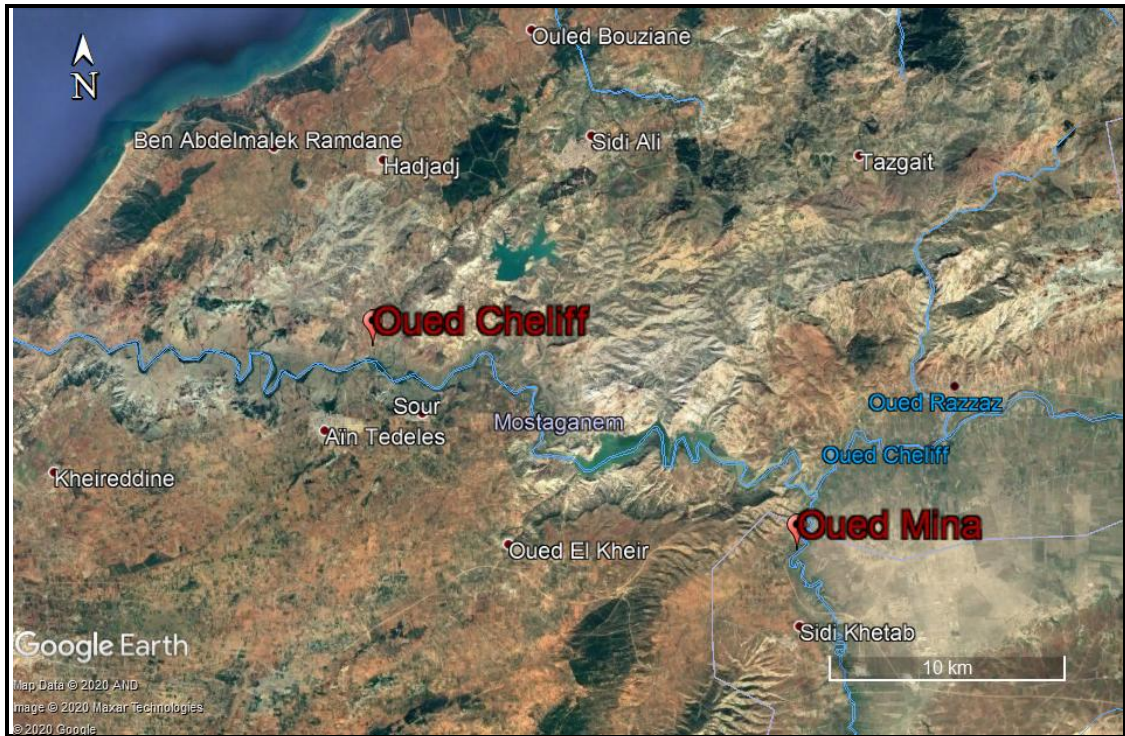 Ouled Bouziane
N
Ben Abdelmalek Ramdane
Sidi Ali
Hadjadj
Tazgait
Oued Cheliff
Oued Razzaz
Sour
Mostaganem
Aïn Tedeles
Oued Cheliff
Kheireddine
Oued Mina
Oued El Kheir
Sidi Khetab
Google Earth
10 km
Map Data © 2020 AND
Image © 2020 Maxar Technologies
© 2020 Google